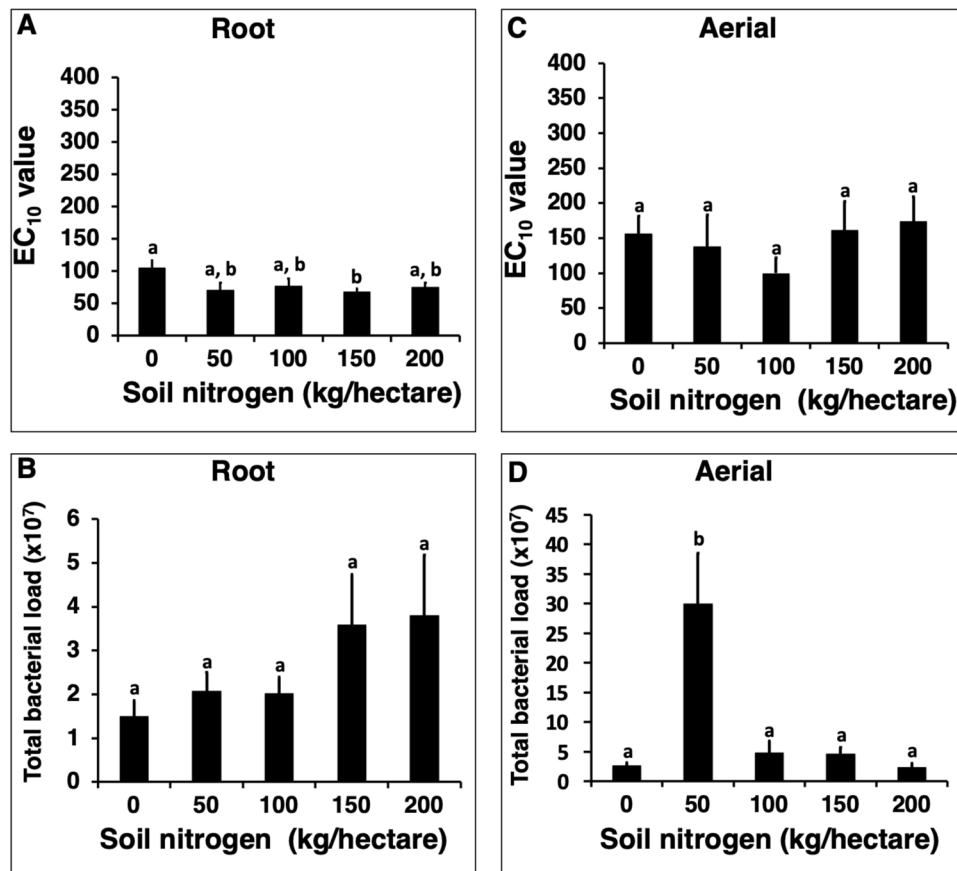 A
Root
EC₁₀ value
400
350
300
250
200
150
100
50
0
a
a, b
a, b
b
a, b
0 50 100 150 200
Soil nitrogen (kg/hectare)
C
Aerial
EC₁₀ value
400
350
300
250
200
150
100
50
0
a
a
a
a
a
0 50 100 150 200
Soil nitrogen (kg/hectare)
B
Root
Total bacterial load (x10⁷)
6
5
4
3
2
1
0
a
a
a
a
a
0 50 100 150 200
Soil nitrogen (kg/hectare)
D
Aerial
Total bacterial load (x10⁷)
45
40
35
30
25
20
15
10
5
0
a
b
a
a
a
0 50 100 150 200
Soil nitrogen (kg/hectare)